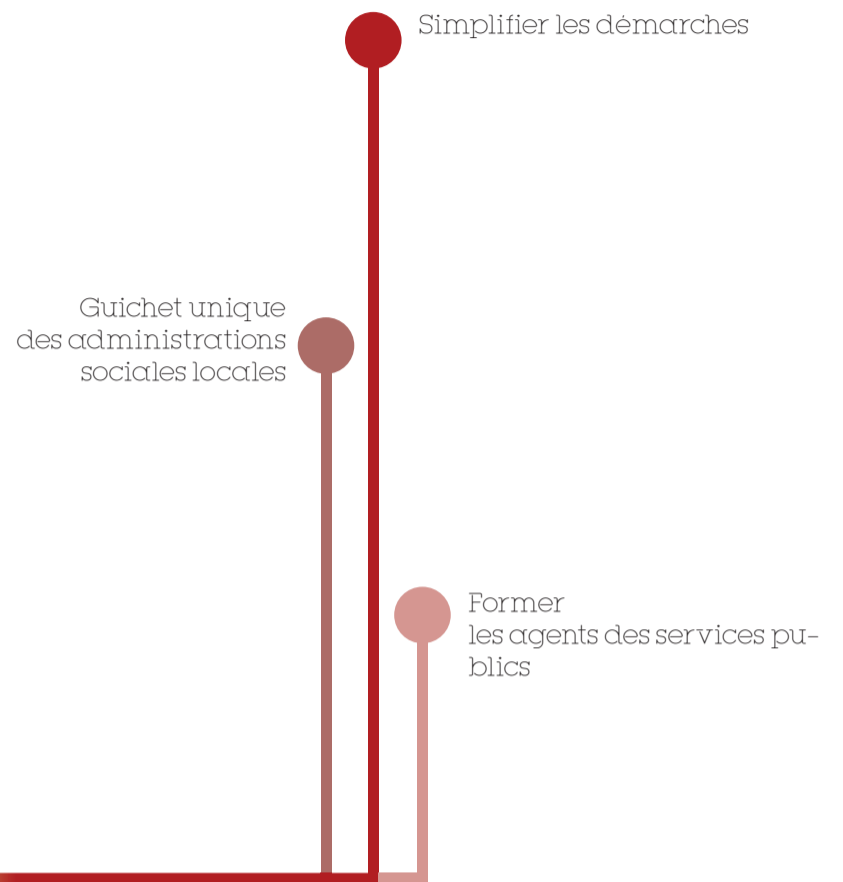 Simplifier les démarches
Guichet unique
des administrations
sociales locales
Former
les agents des services pu-
blics